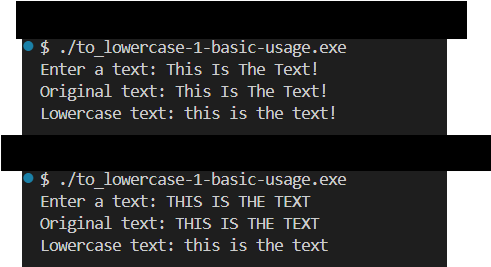 $ ./to_lowercase-1-basic-usage.exe
Enter a text: This Is The Text!
Original text: This Is The Text!
Lowercase text: this is the text!
$ ./to_lowercase-1-basic-usage.exe
Enter a text: THIS IS THE TEXT
Original text: THIS IS THE TEXT
Lowercase text: this is the text